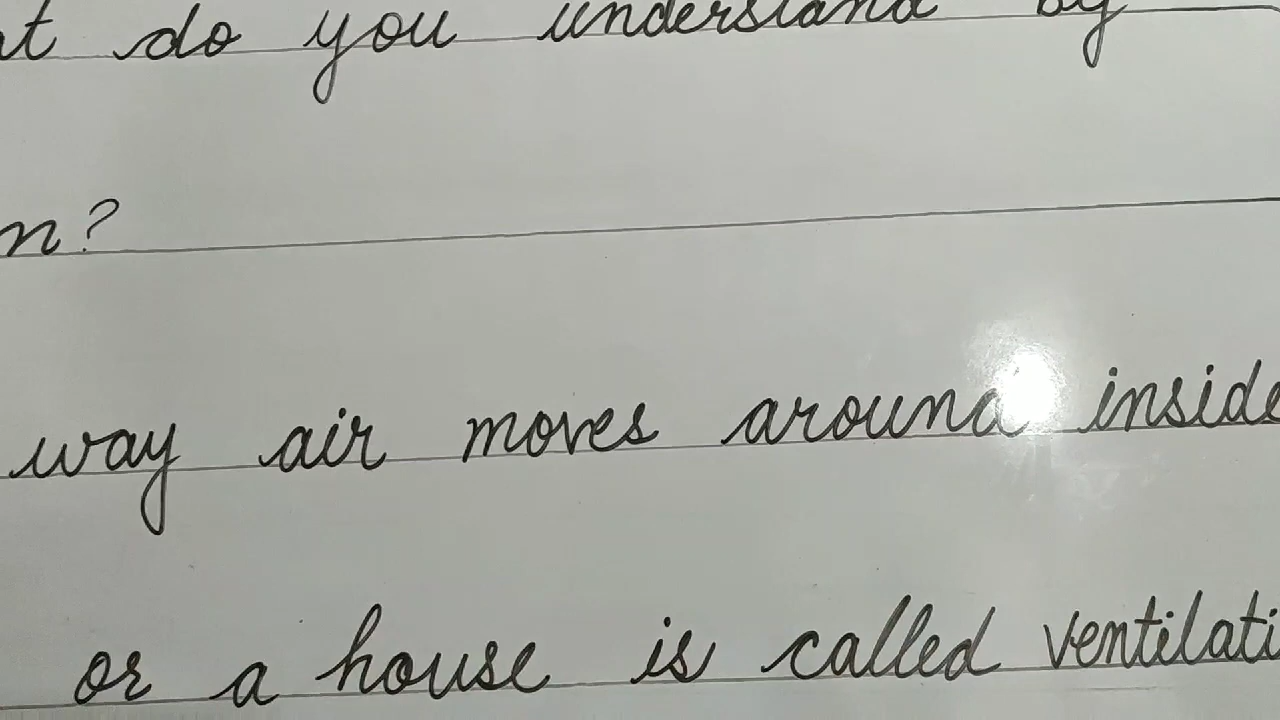 t do you understand by
n?
way air moves around inside
or a house is called ventilati